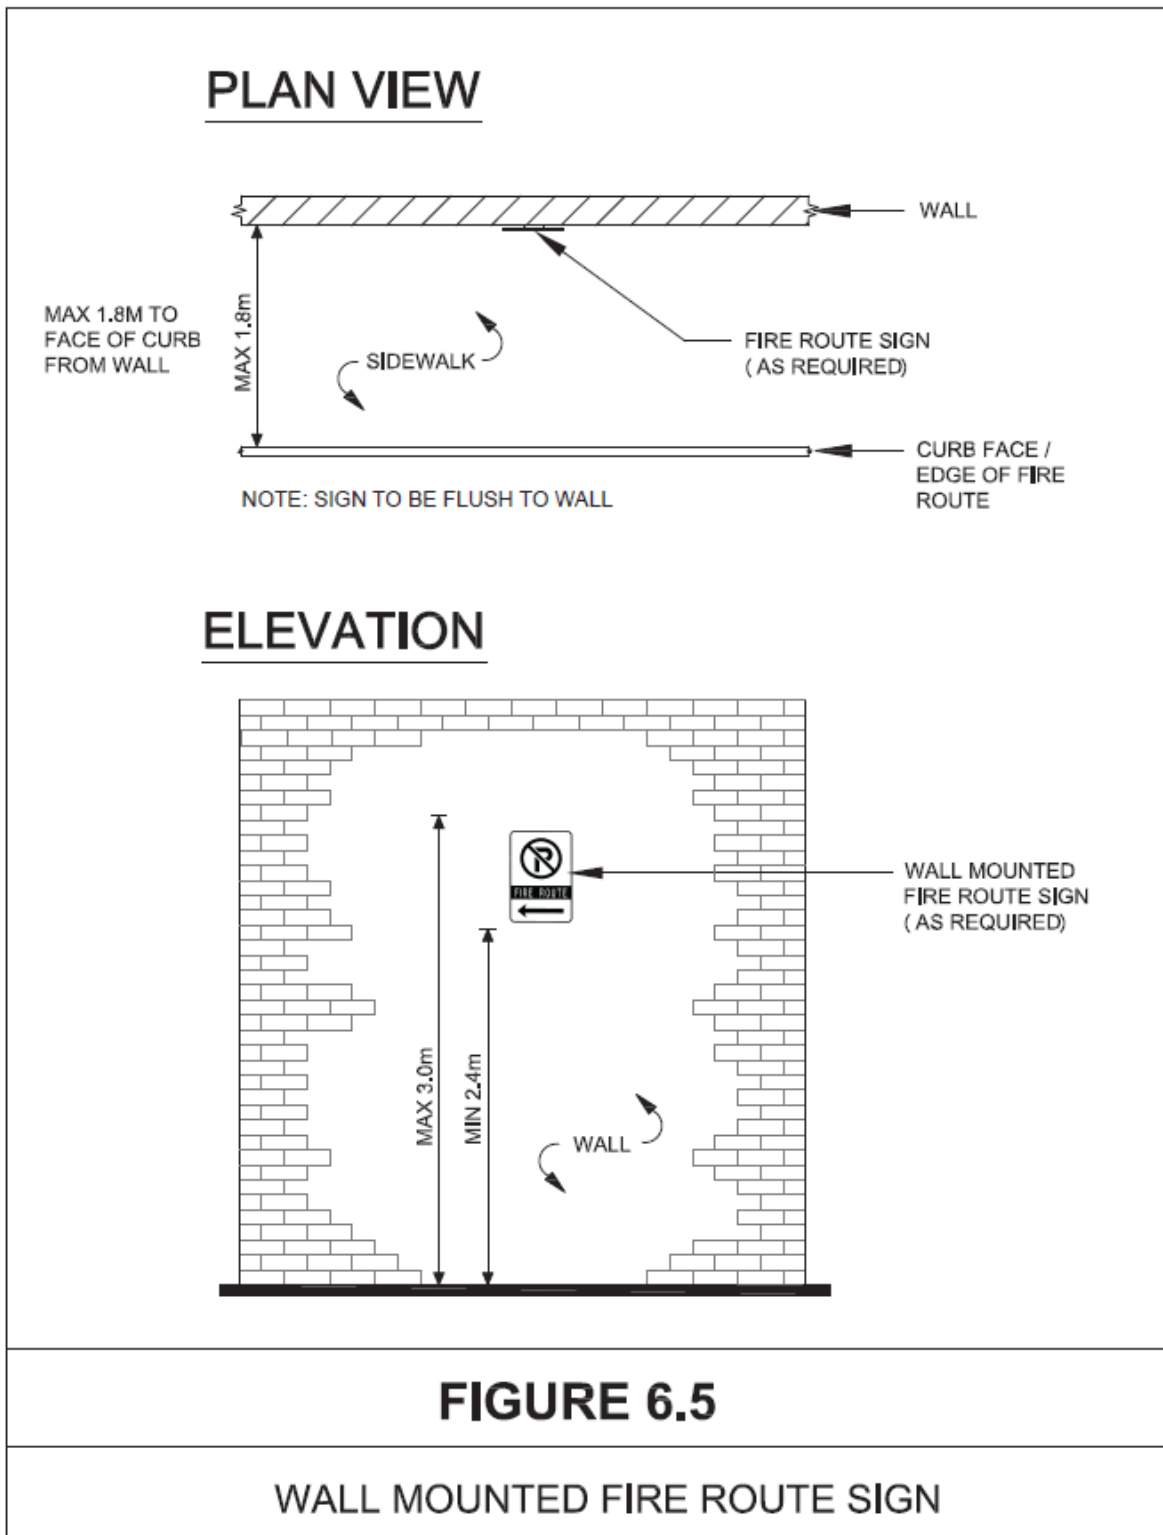 PLAN VIEW
WALL
MAX 1.8M TO
FACE OF CURB
FROM WALL
MAX 1.8m
SIDEWALK
FIRE ROUTE SIGN
( AS REQUIRED)
CURB FACE /
EDGE OF FIRE
ROUTE
NOTE: SIGN TO BE FLUSH TO WALL
ELEVATION
P
FIRE ROUTE
WALL MOUNTED
FIRE ROUTE SIGN
( AS REQUIRED)
MAX 3.0m
MIN 2.4m
WALL
FIGURE 6.5
WALL MOUNTED FIRE ROUTE SIGN